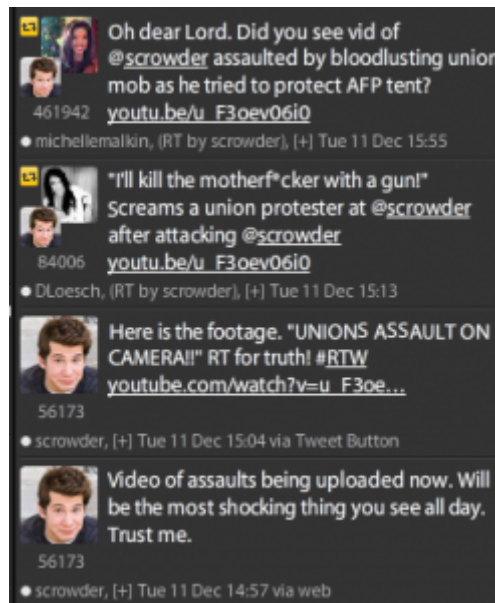 Oh dear Lord. Did you see vid of
@scrowder assaulted by bloodlusting union
mob as he tried to protect AFP tent?
461942 youtu.be/u_F3oev06i0
michellemalkin, (RT by scrowder), [+] Tue 11 Dec 15:55
"I'll kill the motherf*cker with a gun!"
Screams a union protester at @scrowder
after attacking @scrowder
84006 youtu.be/u_F3oev06i0
DLoesch, (RT by scrowder), [+] Tue 11 Dec 15:13
Here is the footage. "UNIONS ASSAULT ON
CAMERA!!" RT for truth! #RTW
youtube.com/watch?v=u_F3oe...
56173
scrowder, [+] Tue 11 Dec 15:04 via Tweet Button
Video of assaults being uploaded now. Will
be the most shocking thing you see all day.
Trust me.
56173
scrowder, [+] Tue 11 Dec 14:57 via web